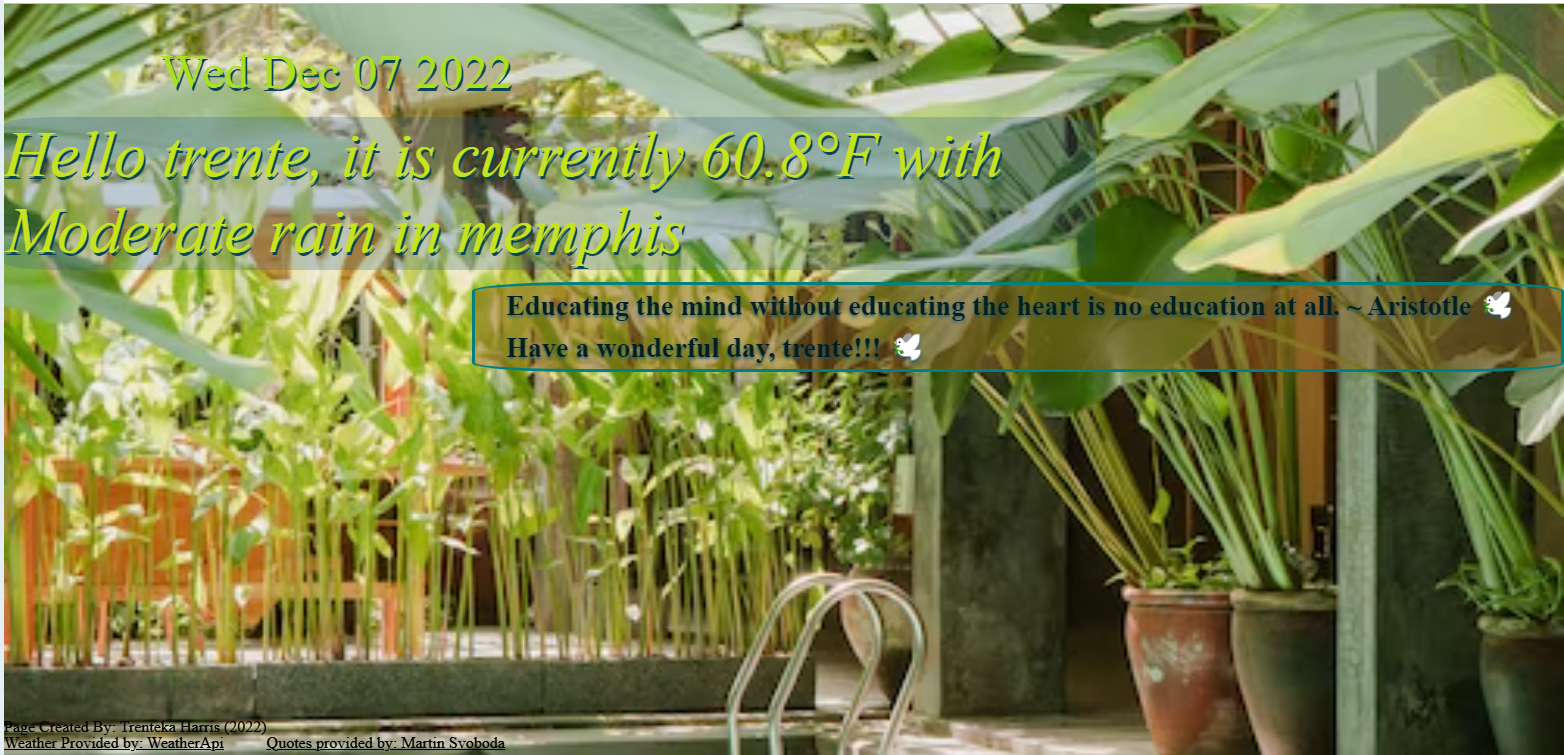 Wed Dec 07 2022
Hello trente, it is currently 60.8°F with
Moderate rain in memphis
Educating the mind without educating the heart is no education at all. ~ Aristotle 🕊️
Have a wonderful day, trente!!! 🕊️
Page Created By: Trenteka Harris (2022)
Weather Provided by: WeatherApi Quotes provided by: Martin Svoboda